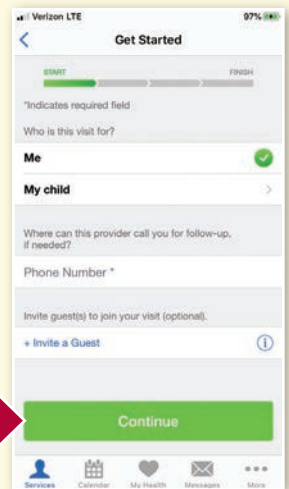 Verizon LTE 97%
Get Started
START FINISH
*Indicates required field
Who is this visit for?
Me
My child
Where can this provider call you for follow-up,
if needed?
Phone Number *
Invite guest(s) to join your visit (optional).
+ Invite a Guest
Continue
Services Calendar My Health Messages More